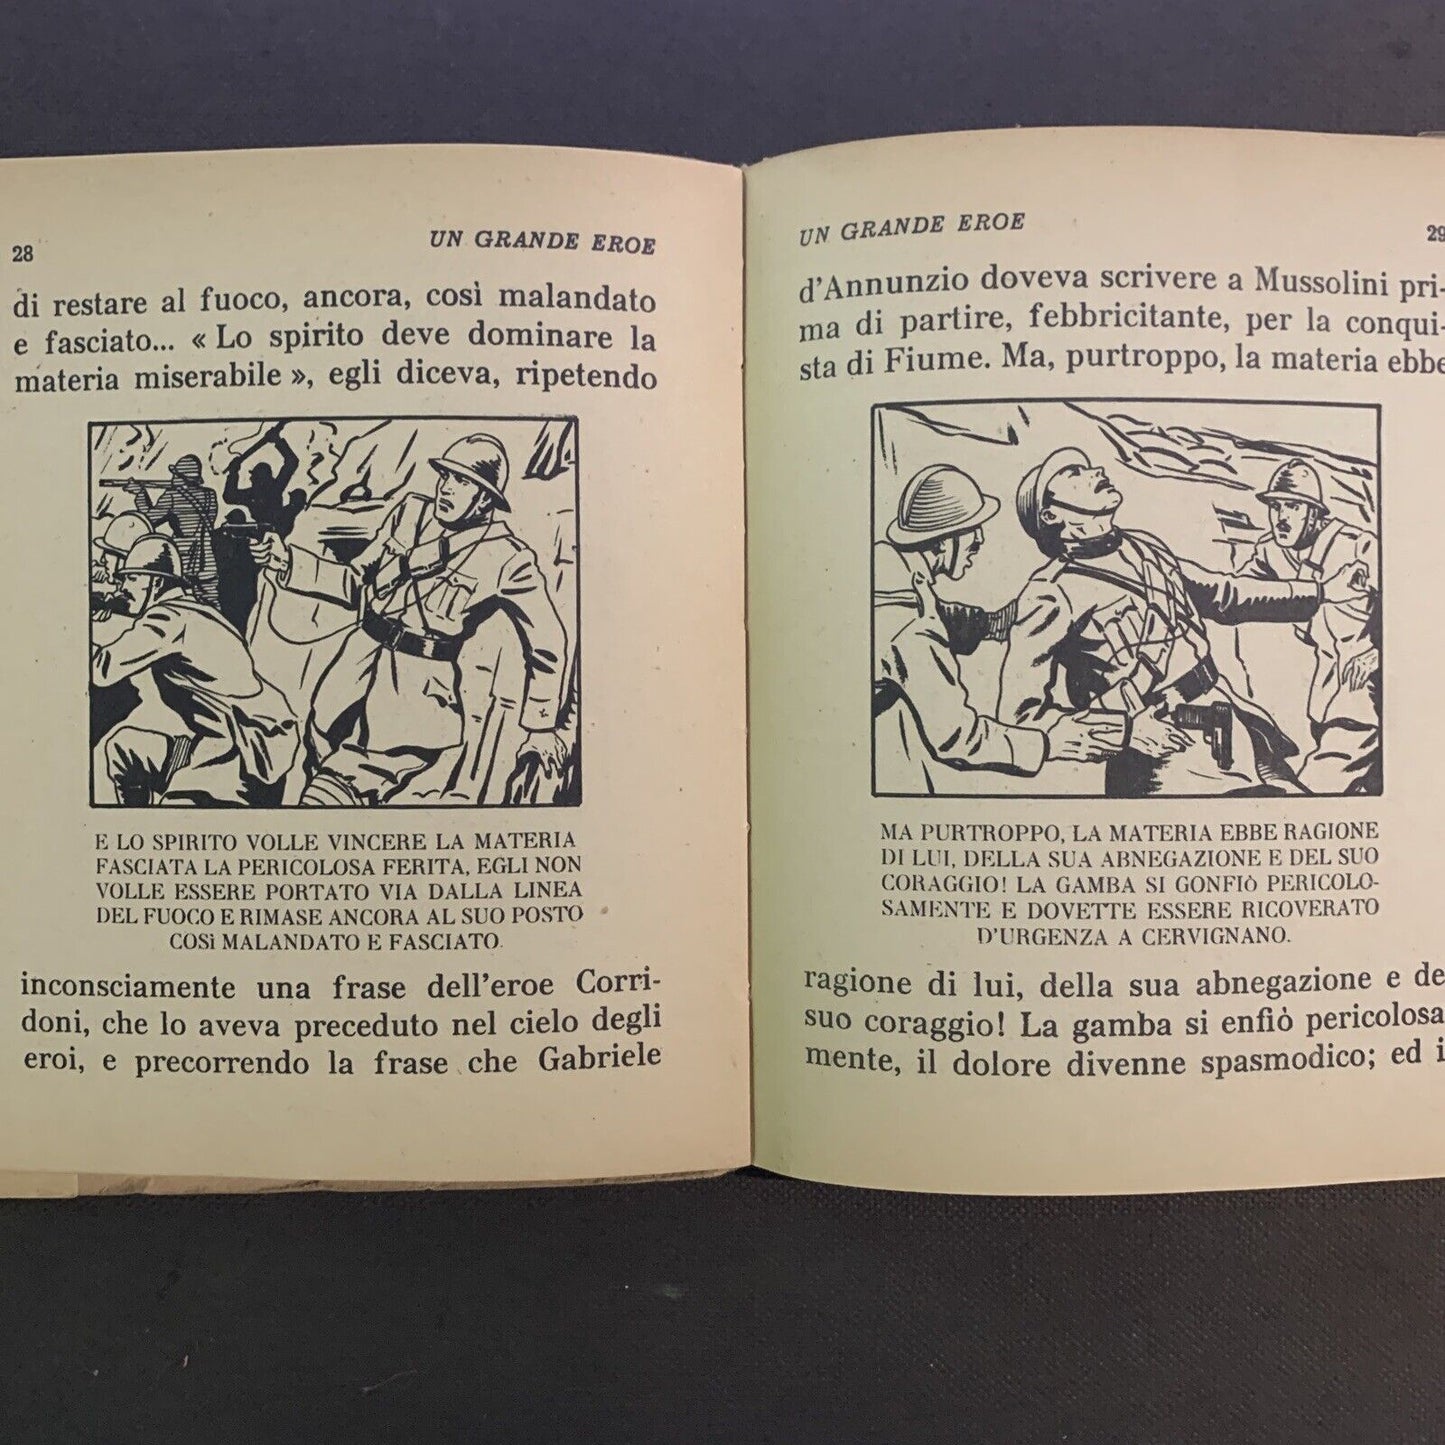 28
UN GRANDE EROE
di restare al fuoco, ancora, così malandato
e fasciato... « Lo spirito deve dominare la
materia miserabile », egli diceva, ripetendo
E LO SPIRITO VOLLE VINCERE LA MATERIA
FASCIATA LA PERICOLOSA FERITA, EGLI NON
VOLLE ESSERE PORTATO VIA DALLA LINEA
DEL FUOCO E RIMASE ANCORA AL SUO POSTO
COSÌ MALANDATO E FASCIATO.
inconsciamente una frase dell'eroe Corri-
doni, che lo aveva preceduto nel cielo degli
eroi, e precorrendo la frase che Gabriele
UN GRANDE EROE
29
d'Annunzio doveva scrivere a Mussolini pri-
ma di partire, febbricitante, per la conqui-
sta di Fiume. Ma, purtroppo, la materia ebbe
MA PURTROPPO, LA MATERIA EBBE RAGIONE
DI LUI, DELLA SUA ABNEGAZIONE E DEL SUO
CORAGGIO! LA GAMBA SI GONFIÒ PERICOLO-
SAMENTE E DOVETTE ESSERE RICOVERATO
D'URGENZA A CERVIGNANO.
ragione di lui, della sua abnegazione e de
suo coraggio! La gamba si enfiò pericolosa
mente, il dolore divenne spasmodico; ed i